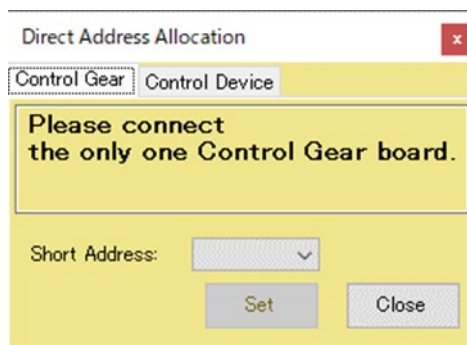 Direct Address Allocation
x
Control Gear Control Device
Please connect
the only one Control Gear board.
Short Address:
Set Close